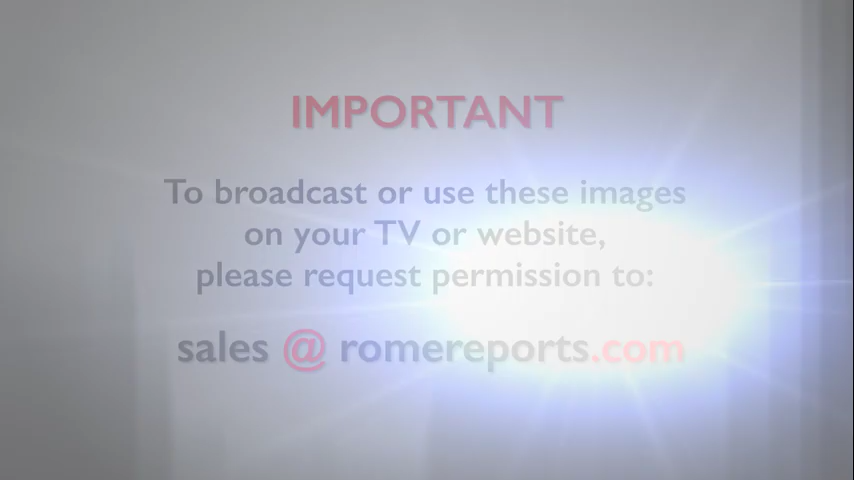 IMPORTANT
To broadcast or use these images
on your TV or website,
please request permission to:
sales @ romereports.com